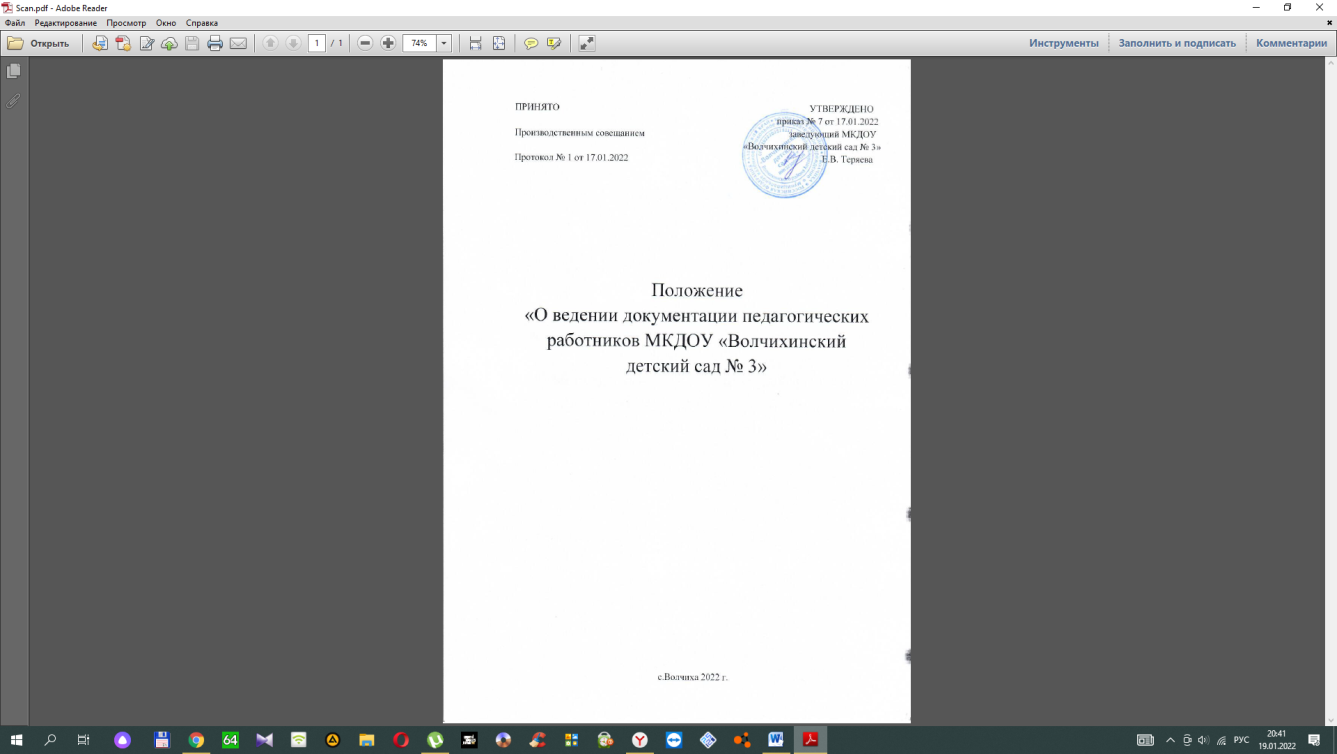 Scan.pdf - Adobe Reader
Файл Редактирование Просмотр Окно Справка
Открыть 1 / 1 74% Инструменты Заполнить и подписать Комментарии
ПРИНЯТО
Производственным совещанием
Протокол № 1 от 17.01.2022
УТВЕРЖДЕНО
приказ № 7 от 17.01.2022
заведующий МКДОУ
«Волчихинский детский сад № 3»
Е.В. Теряева
Положение
«О ведении документации педагогических
работников МКДОУ «Волчихинский
детский сад № 3»
с.Волчиха 2022 г.
64
РУС
20:41
19.01.2022